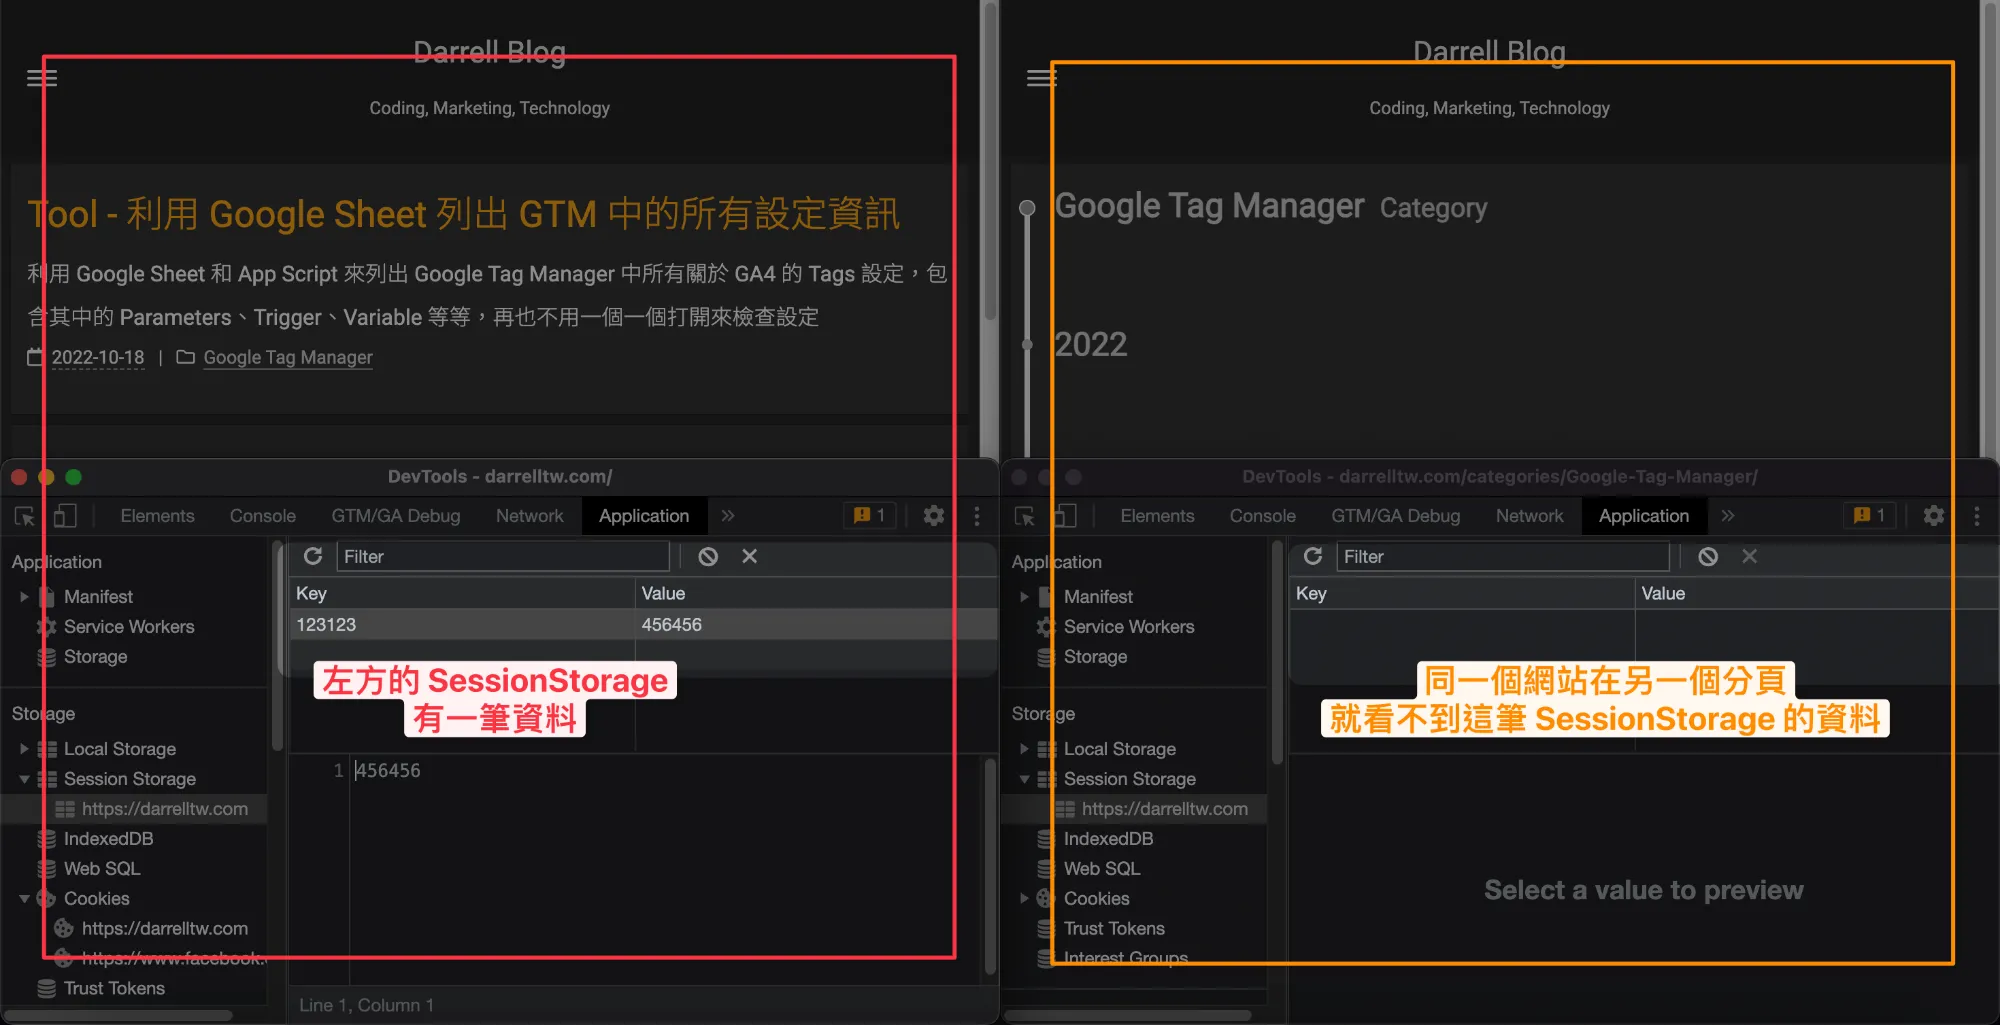 Darrell Blog
Coding, Marketing, Technology
Tool - 利用 Google Sheet 列出 GTM 中的所有設定資訊
利用 Google Sheet 和 App Script 來列出 Google Tag Manager 中所有關於 GA4 的 Tags 設定，包
含其中的 Parameters、Trigger、Variable 等等，再也不用一個一個打開來檢查設定
2022-10-18 | Google Tag Manager
DevTools - darrelltw.com/
Elements Console GTM/GA Debug Network Application » 1
Application
Manifest
Service Workers
Storage
Storage
Local Storage
Session Storage
https://darrelltw.com
IndexedDB
Web SQL
Cookies
https://darrelltw.com
https://www.facebook.
Trust Tokens
Filter
Key Value
123123 456456
左方的 SessionStorage
有一筆資料
1 456456
Line 1, Column 1
Darrell Blog
Coding, Marketing, Technology
Google Tag Manager Category
2022
DevTools - darrelltw.com/categories/Google-Tag-Manager/
Elements Console GTM/GA Debug Network Application » 1
Application
Manifest
Service Workers
Storage
Storage
Local Storage
Session Storage
https://darrelltw.com
IndexedDB
Web SQL
Cookies
Trust Tokens
Interest Groups
Filter
Key Value
同一個網站在另一個分頁
就看不到這筆 SessionStorage 的資料
Select a value to preview